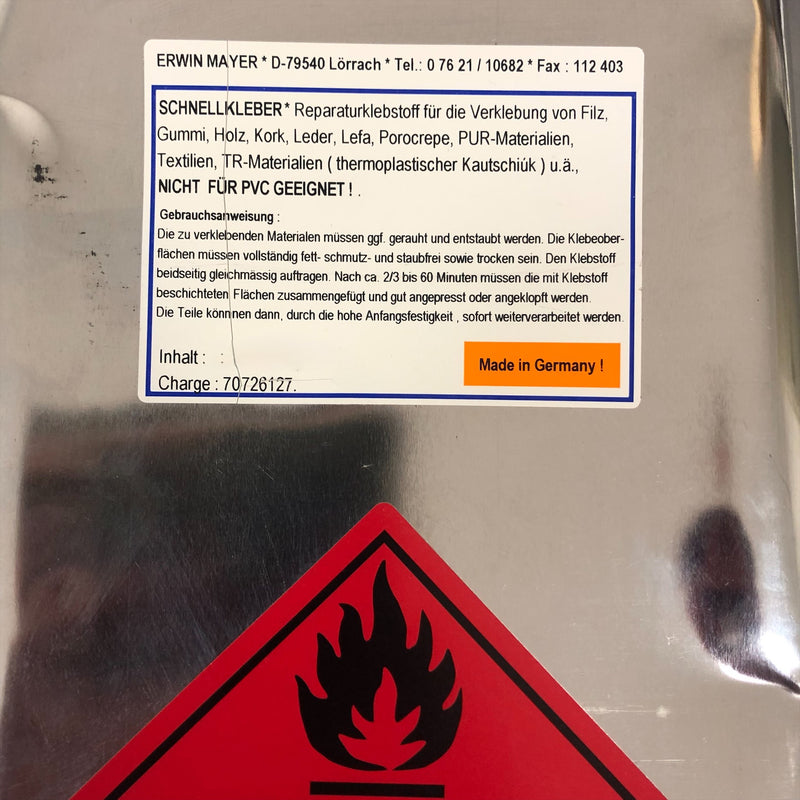 ERWIN MAYER * D-79540 Lörrach * Tel.: 0 76 21 / 10682 * Fax : 112 403
SCHNELLKLEBER* Reparaturklebstoff für die Verklebung von Filz,
Gummi, Holz, Kork, Leder, Lefa, Porocrepe, PUR-Materialien,
Textilien, TR-Materialien ( thermoplastischer Kautschiúk ) u.ä.,
NICHT FÜR PVC GEEIGNET ! .
Gebrauchsanweisung :
Die zu verklebenden Materialen müssen ggf. gerauht und entstaubt werden. Die Klebeober-
flächen müssen vollständig fett- schmutz- und staubfrei sowie trocken sein. Den Klebstoff
beidseitig gleichmässig auftragen. Nach ca. 2/3 bis 60 Minuten müssen die mit Klebstoff
beschichteten Flächen zusammengefügt und gut angepresst oder angeklopft werden.
Die Teile könnnen dann, durch die hohe Anfangsfestigkeit , sofort weiterverarbeitet werden.
Inhalt : :
Charge : 70726127.
Made in Germany !